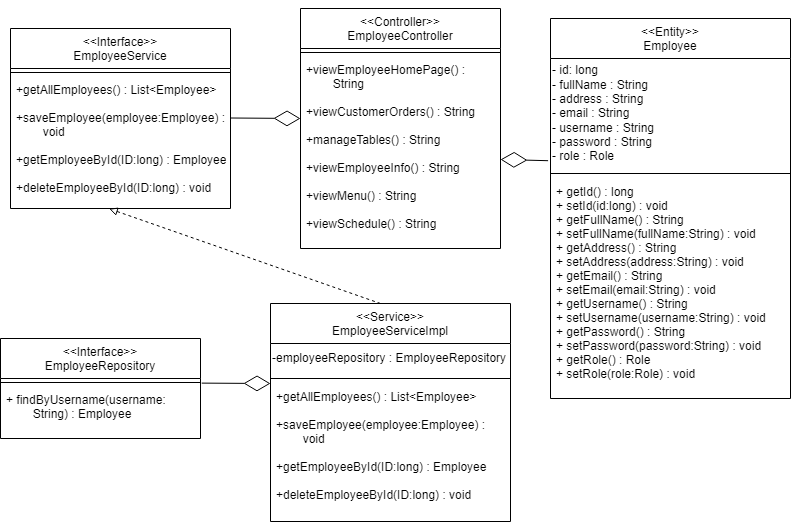 <<Interface>>
EmployeeService
+getAllEmployees() : List<Employee>
+saveEmployee(employee:Employee) :
void
+getEmployeeById(ID:long) : Employee
+deleteEmployeeById(ID:long) : void
<<Controller>>
EmployeeController
+viewEmployeeHomePage() :
String
+viewCustomerOrders() : String
+manageTables() : String
+viewEmployeeInfo() : String
+viewMenu() : String
+viewSchedule() : String
<<Entity>>
Employee
- id: long
- fullName : String
- address : String
- email : String
- username : String
- password : String
- role : Role
+ getId() : long
+ setId(id:long) : void
+ getFullName() : String
+ setFullName(fullName:String) : void
+ getAddress() : String
+ setAddress(address:String) : void
+ getEmail() : String
+ setEmail(email:String) : void
+ getUsername() : String
+ setUsername(username:String) : void
+ getPassword() : String
+ setPassword(password:String) : void
+ getRole() : Role
+ setRole(role:Role) : void
<<Interface>>
EmployeeRepository
+ findByUsername(username:
String) : Employee
<<Service>>
EmployeeServiceImpl
-employeeRepository : EmployeeRepository
+getAllEmployees() : List<Employee>
+saveEmployee(employee:Employee) :
void
+getEmployeeById(ID:long) : Employee
+deleteEmployeeById(ID:long) : void